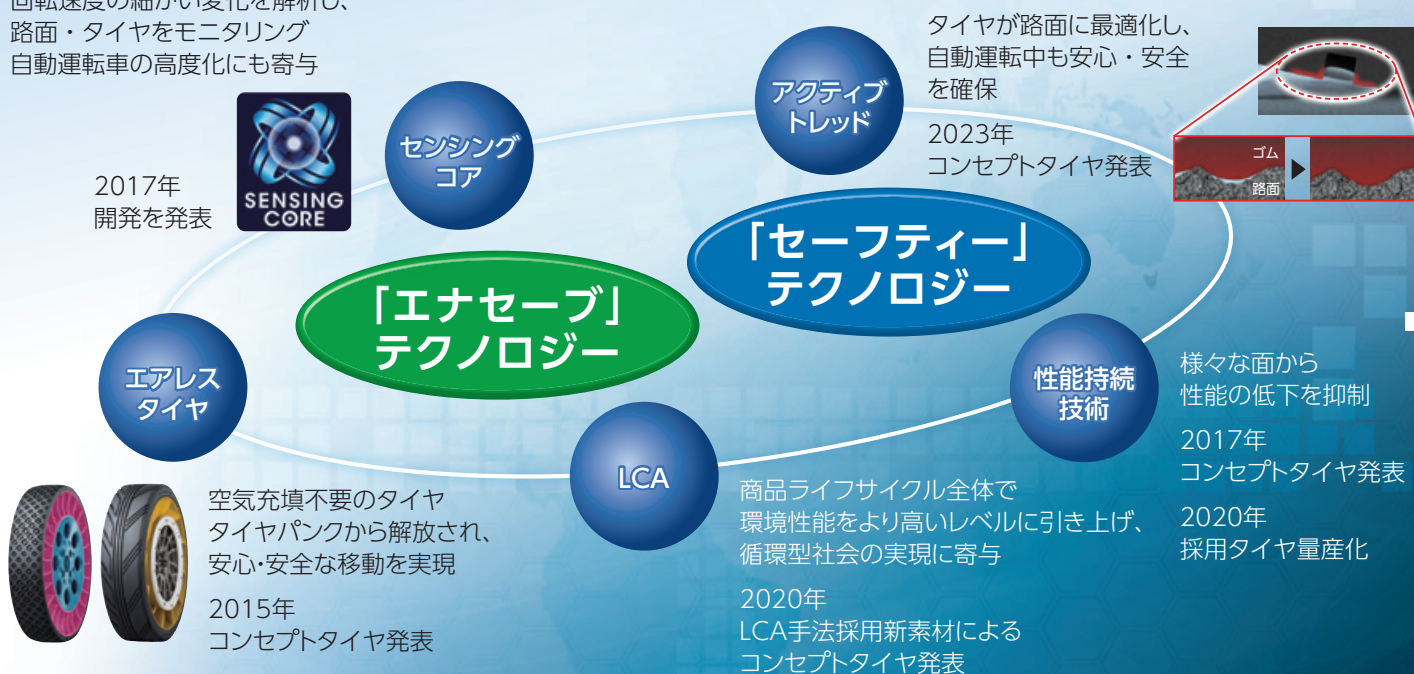 回転速度の細かい変化を解析し、
路面・タイヤをモニタリング
自動運転車の高度化にも寄与
2017年
開発を発表
SENSING
CORE
センシング
コア
アクティブ
トレッド
タイヤが路面に最適化し、
自動運転中も安心・安全
を確保
2023年
コンセプトタイヤ発表
ゴム
路面
「エナセーブ」
テクノロジー
「セーフティー」
テクノロジー
エアレス
タイヤ
空気充填不要のタイヤ
タイヤパンクから解放され、
安心・安全な移動を実現
2015年
コンセプトタイヤ発表
LCA
商品ライフサイクル全体で
環境性能をより高いレベルに引き上げ、
循環型社会の実現に寄与
2020年
LCA手法採用新素材による
コンセプトタイヤ発表
性能持続
技術
様々な面から
性能の低下を抑制
2017年
コンセプトタイヤ発表
2020年
採用タイヤ量産化